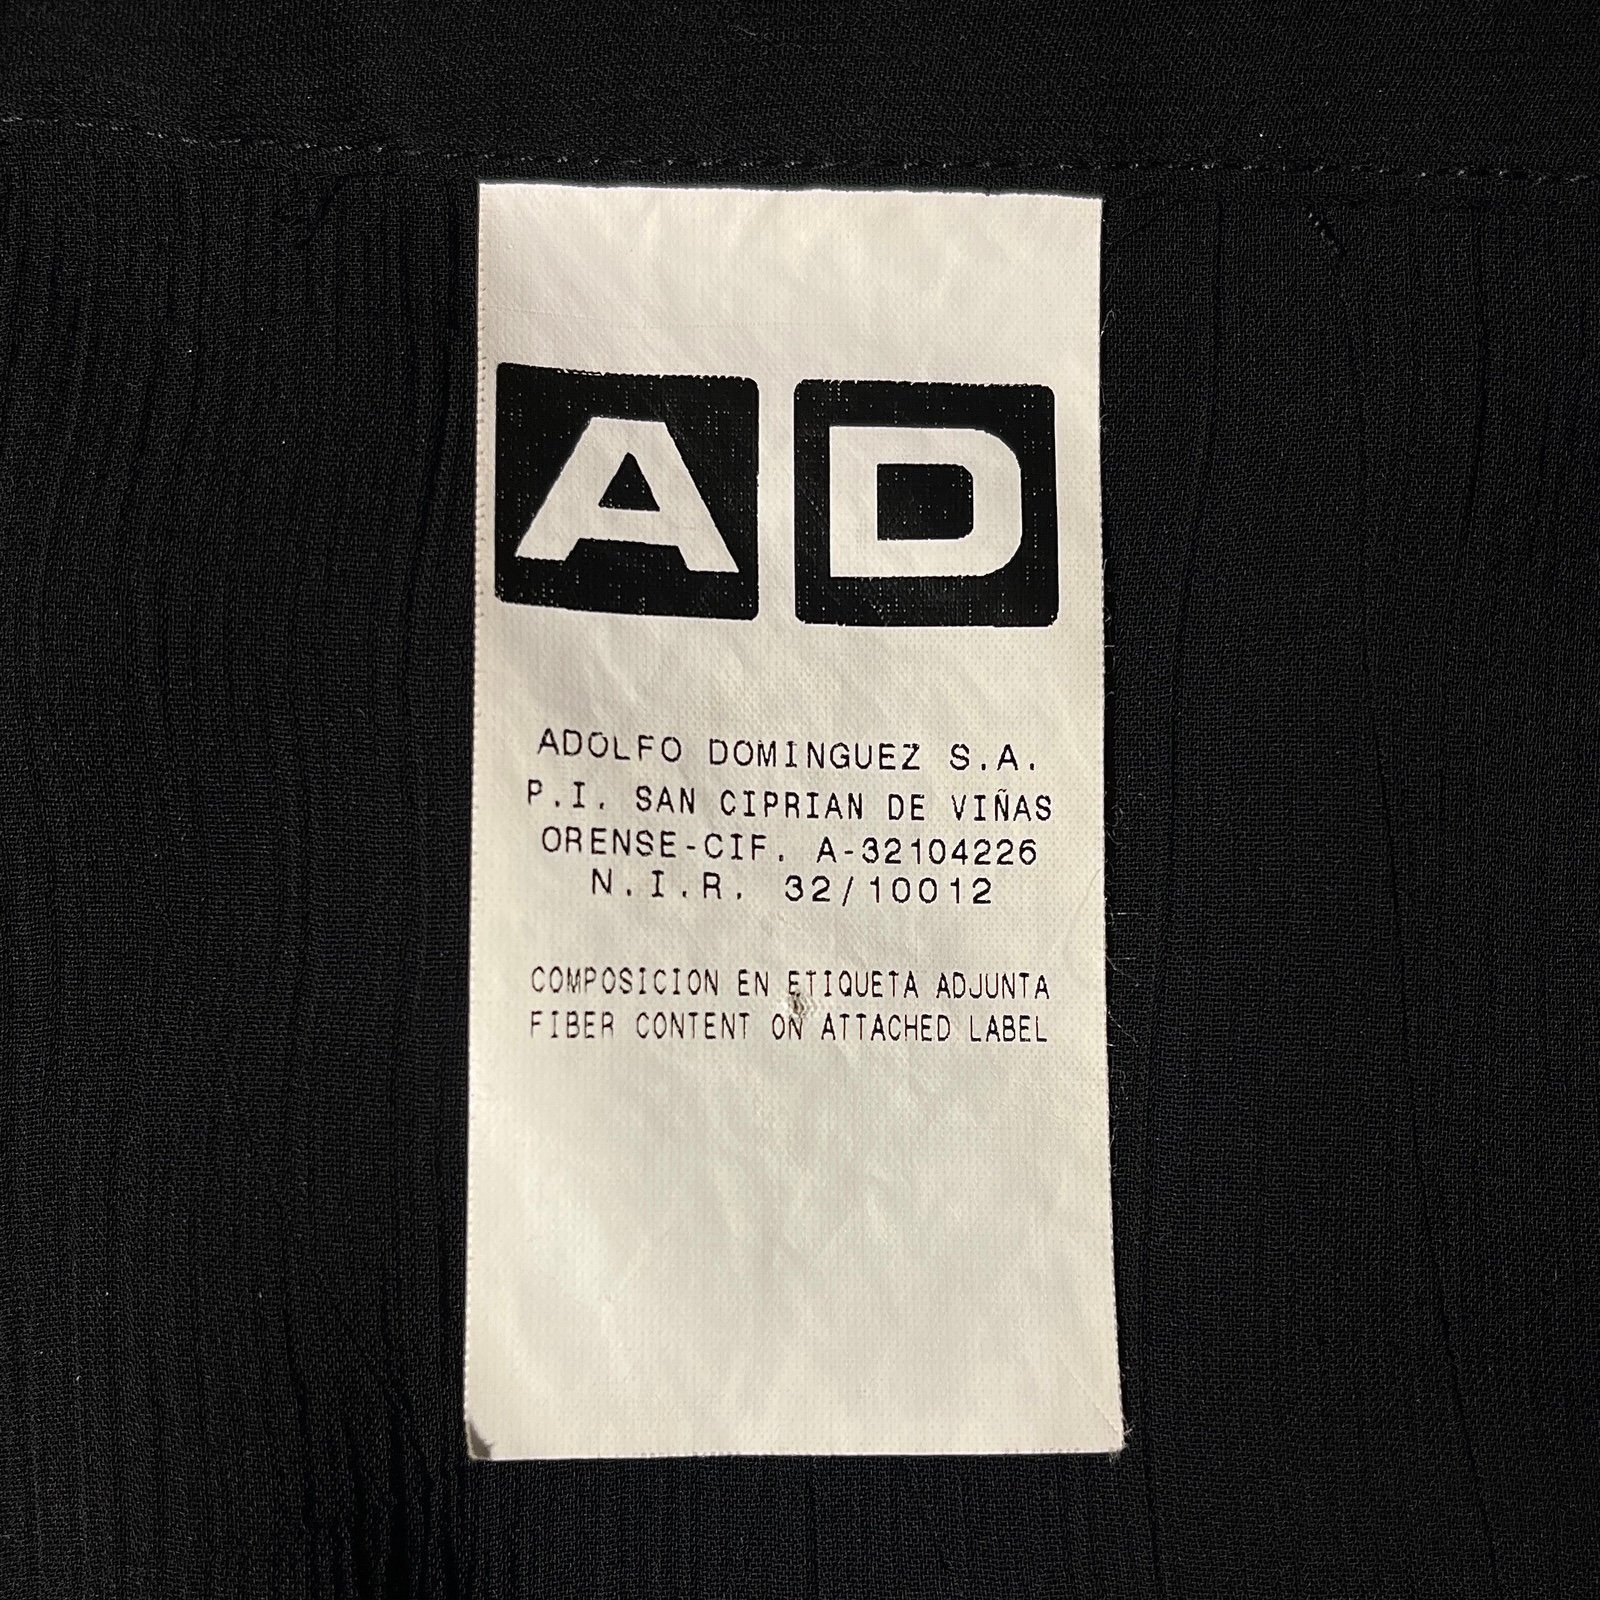 A D
ADOLFO DOMINGUEZ S.A.
P.I. SAN CIPRIAN DE VIÑAS
ORENSE-CIF. A-32104226
N.I.R. 32/10012
COMPOSICION EN ETIQUETA ADJUNTA
FIBER CONTENT ON ATTACHED LABEL